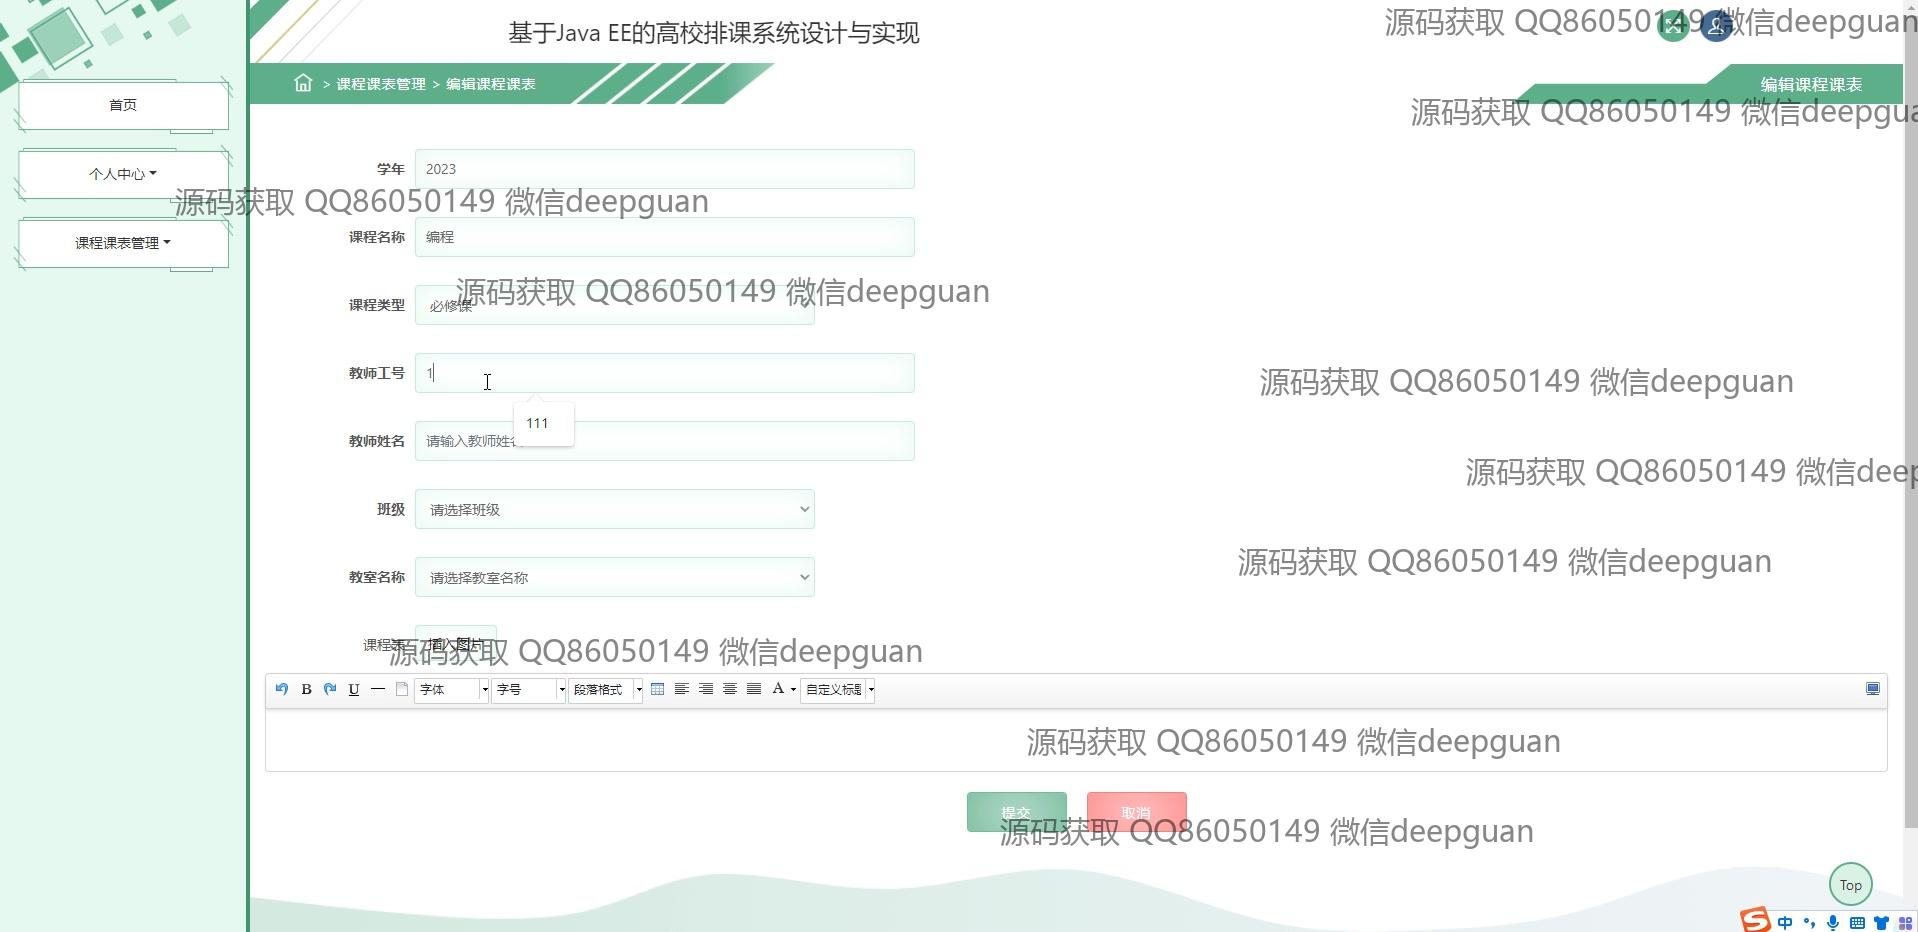 基于Java EE的高校排课系统设计与实现
源码获取 QQ86050149 微信deepguan
> 课程课表管理 > 编辑课程课表
编辑课程课表
源码获取 QQ86050149 微信deepgua
首页
个人中心
课程课表管理
学年 2023
源码获取 QQ86050149 微信deepguan
课程名称 编程
源码获取 QQ86050149 微信deepguan
课程类型 必修课
教师工号 1
源码获取 QQ86050149 微信deepguan
111
教师姓名 请输入教师姓名
源码获取 QQ86050149 微信deep
班级 请选择班级
源码获取 QQ86050149 微信deepguan
教室名称 请选择教室名称
课程表 插入图片
源码获取 QQ86050149 微信deepguan
B U 字体 字号 段落格式 A 自定义标题
源码获取 QQ86050149 微信deepguan
提交 取消
源码获取 QQ86050149 微信deepguan
Top
S 中